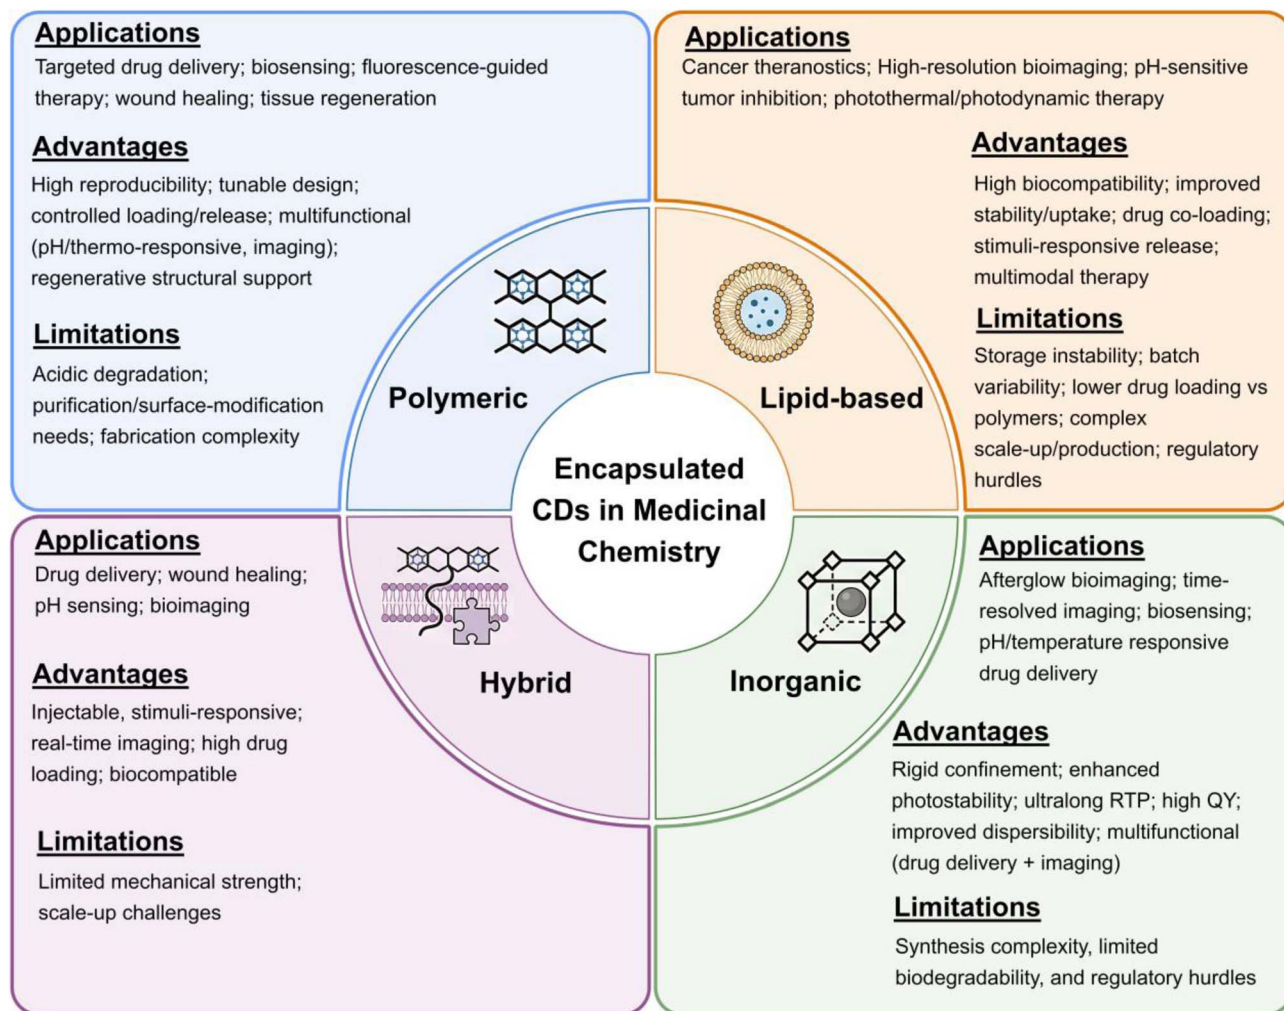 Applications
Targeted drug delivery; biosensing; fluorescence-guided
therapy; wound healing; tissue regeneration
Advantages
High reproducibility; tunable design;
controlled loading/release; multifunctional
(pH/thermo-responsive, imaging);
regenerative structural support
Limitations
Acidic degradation;
purification/surface-modification
needs; fabrication complexity
Polymeric
Applications
Cancer theranostics; High-resolution bioimaging; pH-sensitive
tumor inhibition; photothermal/photodynamic therapy
Advantages
High biocompatibility; improved
stability/uptake; drug co-loading;
stimuli-responsive release;
multimodal therapy
Limitations
Storage instability; batch
variability; lower drug loading vs
polymers; complex
scale-up/production; regulatory
hurdles
Lipid-based
Encapsulated
CDs in Medicinal
Chemistry
Applications
Drug delivery; wound healing;
pH sensing; bioimaging
Advantages
Injectable, stimuli-responsive;
real-time imaging; high drug
loading; biocompatible
Limitations
Limited mechanical strength;
scale-up challenges
Hybrid
Applications
Afterglow bioimaging; time-
resolved imaging; biosensing;
pH/temperature responsive
drug delivery
Advantages
Rigid confinement; enhanced
photostability; ultralong RTP; high QY;
improved dispersibility; multifunctional
(drug delivery + imaging)
Limitations
Synthesis complexity, limited
biodegradability, and regulatory hurdles
Inorganic